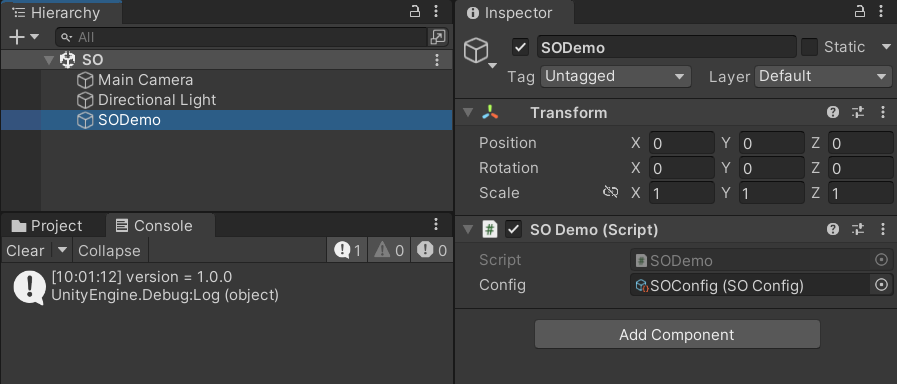 Hierarchy
All
SO
Main Camera
Directional Light
SODemo
Project
Console
Clear
Collapse
1
0
0
[10:01:12] version = 1.0.0
UnityEngine.Debug:Log (object)
Inspector
SODemo
Static
Tag Untagged Layer Default
Transform
Position X 0 Y 0 Z 0
Rotation X 0 Y 0 Z 0
Scale X 1 Y 1 Z 1
# SO Demo (Script)
Script # SODemo
Config SOConfig (SO Config)
Add Component